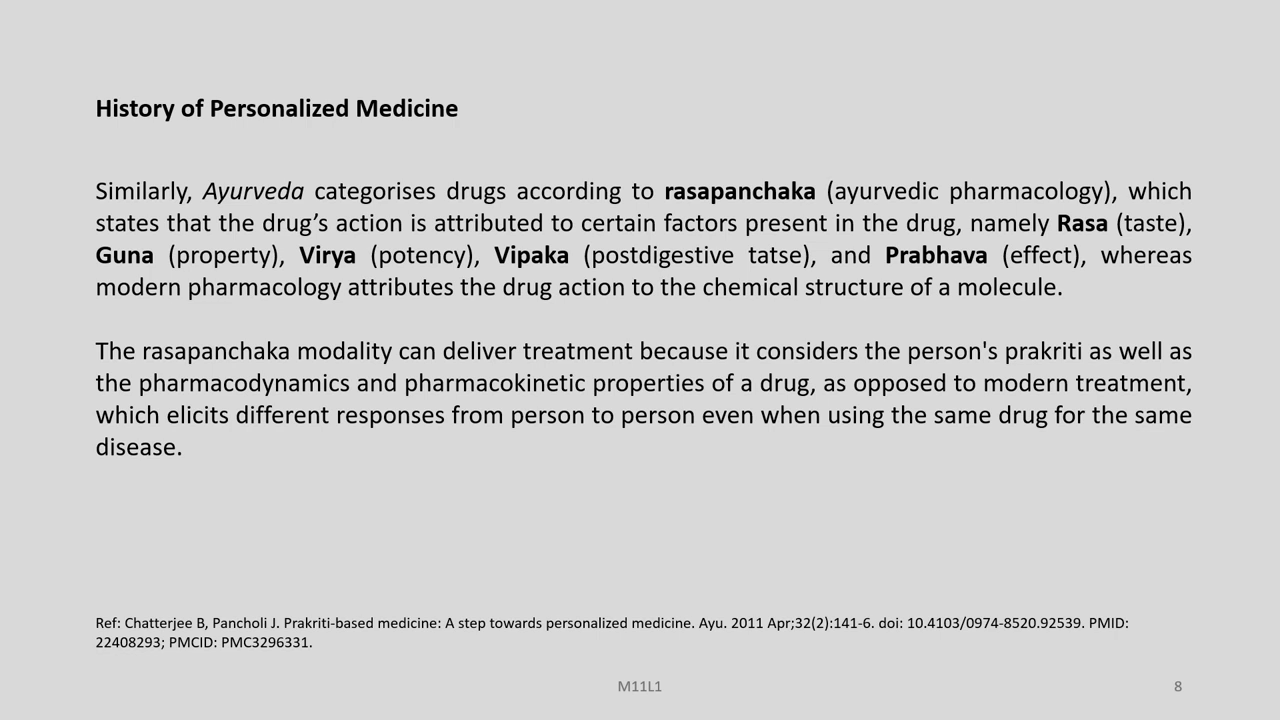 History of Personalized Medicine
Similarly, Ayurveda categorises drugs according to rasapanchaka (ayurvedic pharmacology), which
states that the drug’s action is attributed to certain factors present in the drug, namely Rasa (taste),
Guna (property), Virya (potency), Vipaka (postdigestive tatse), and Prabhava (effect), whereas
modern pharmacology attributes the drug action to the chemical structure of a molecule.
The rasapanchaka modality can deliver treatment because it considers the person's prakriti as well as
the pharmacodynamics and pharmacokinetic properties of a drug, as opposed to modern treatment,
which elicits different responses from person to person even when using the same drug for the same
disease.
Ref: Chatterjee B, Pancholi J. Prakriti-based medicine: A step towards personalized medicine. Ayu. 2011 Apr;32(2):141-6. doi: 10.4103/0974-8520.92539. PMID:
22408293; PMCID: PMC3296331.
M11L1
8